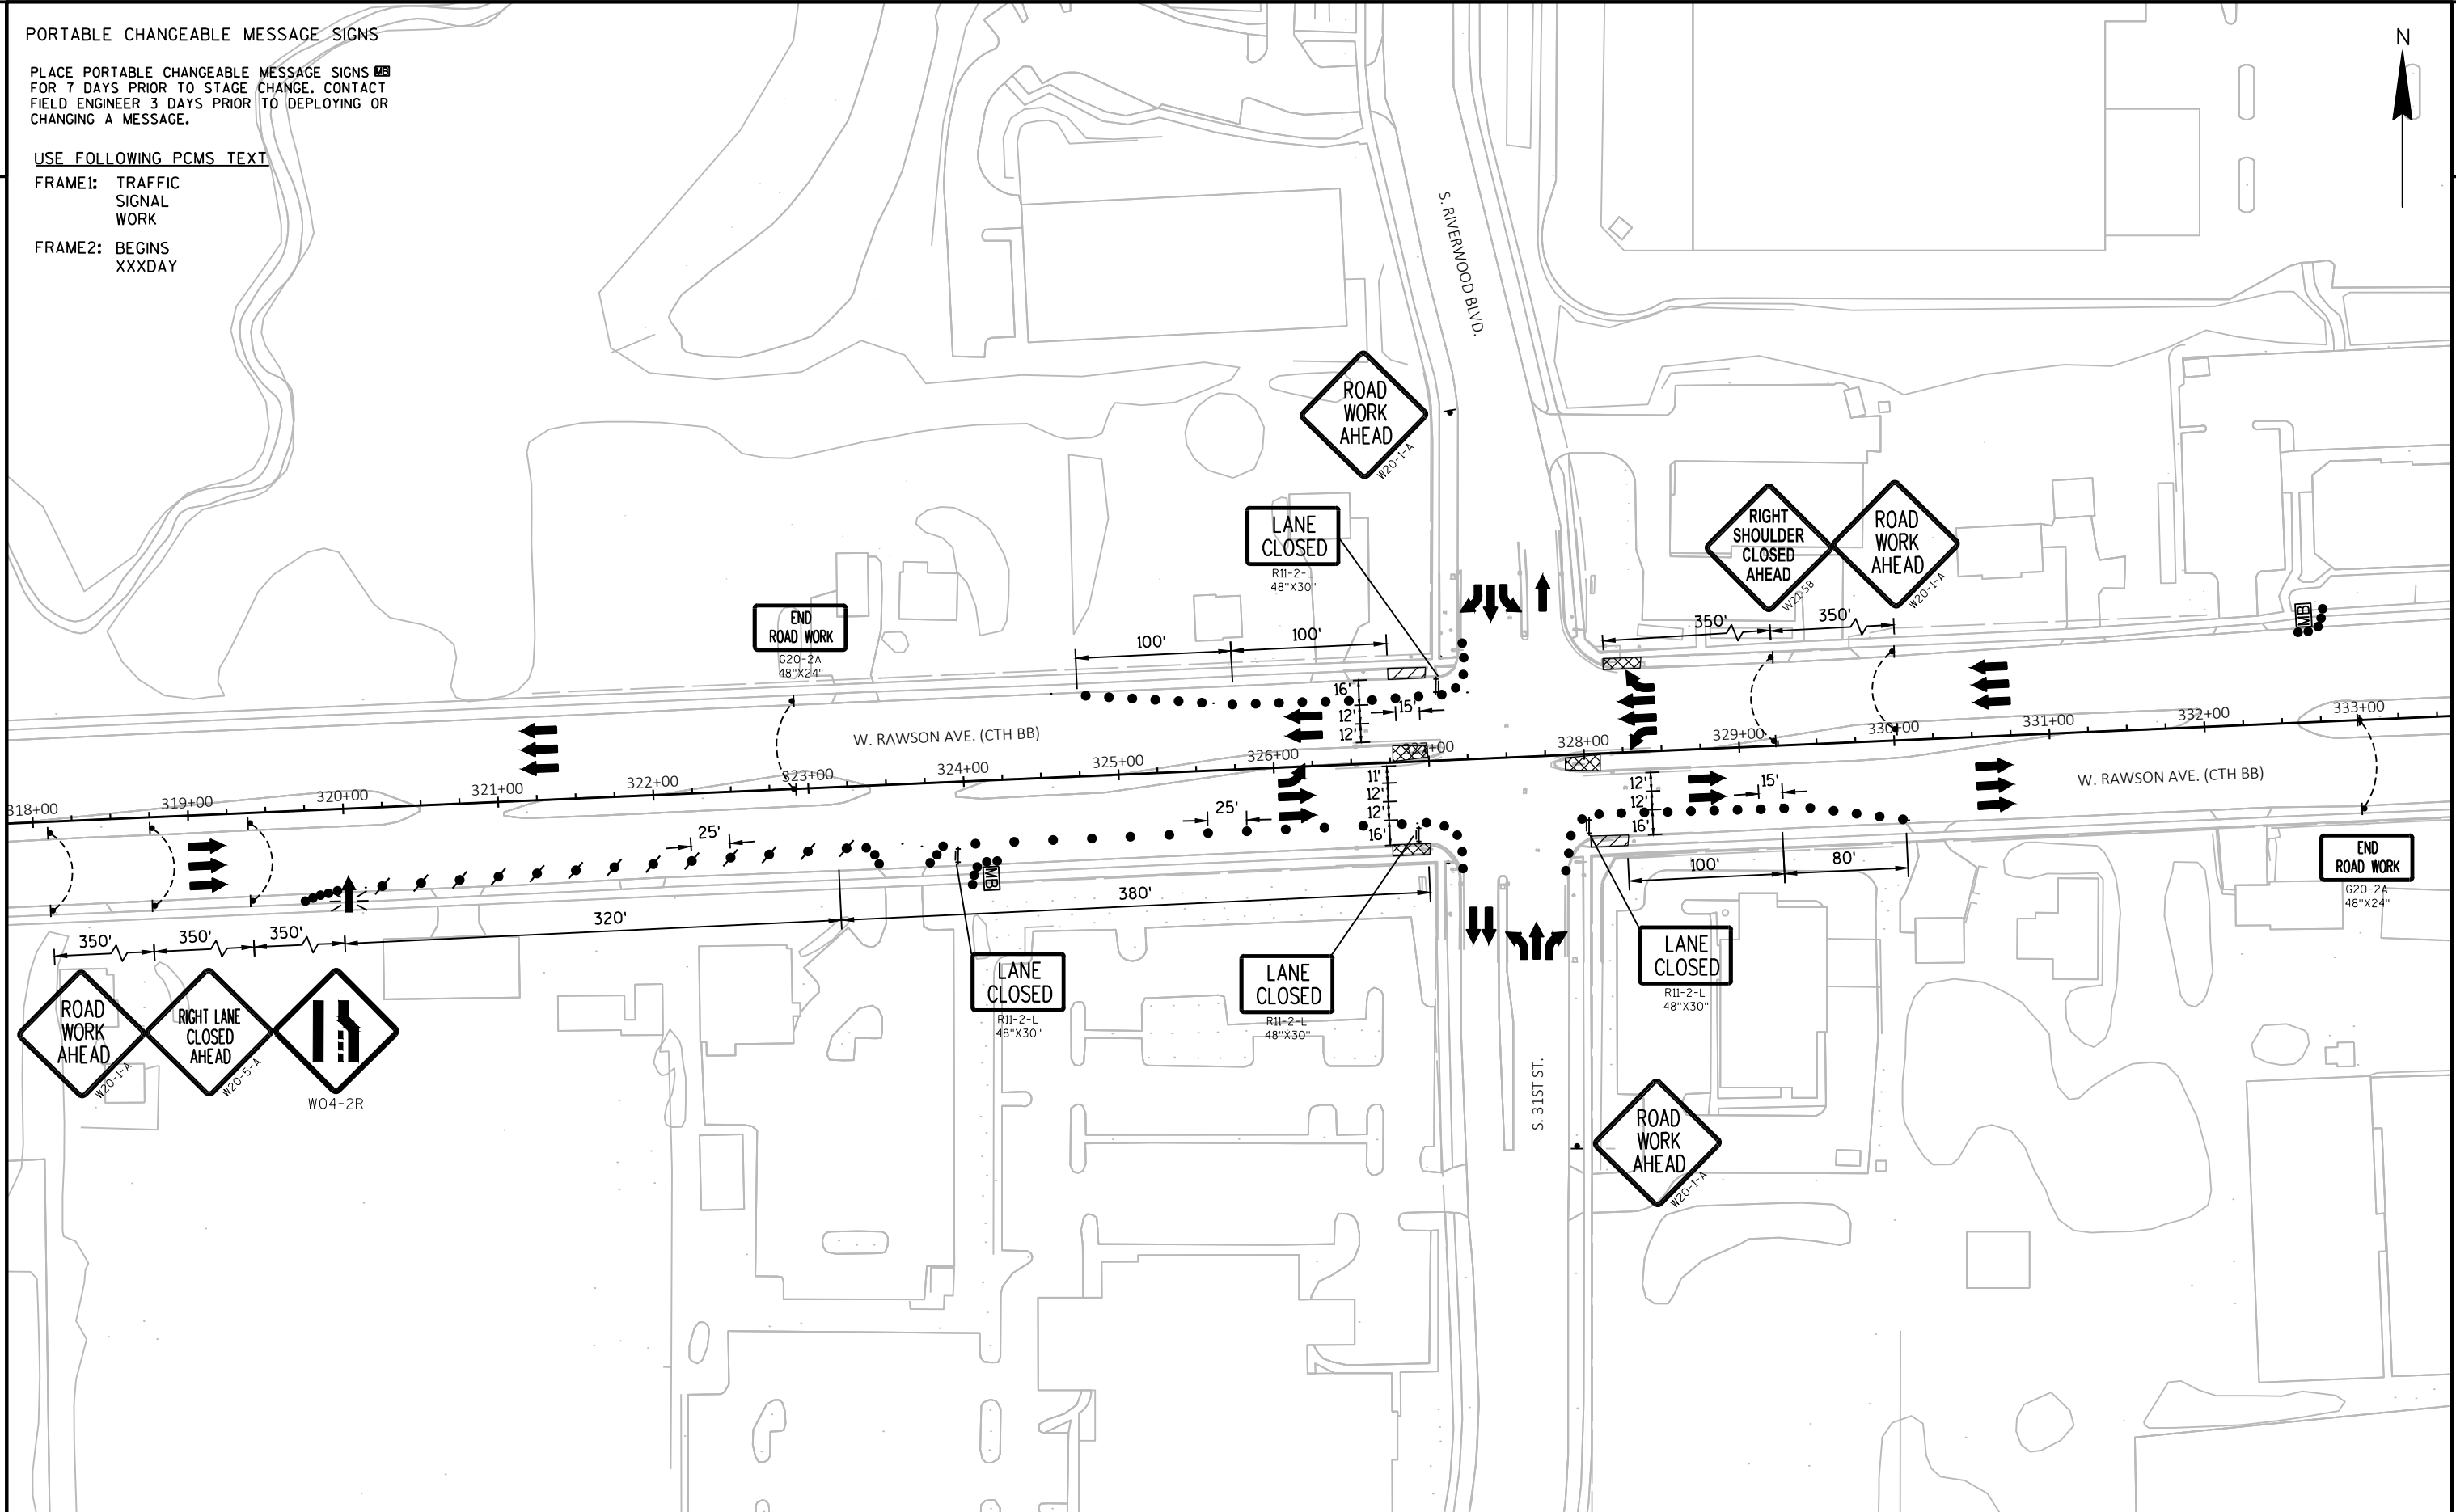 PORTABLE CHANGEABLE MESSAGE SIGNS
PLACE PORTABLE CHANGEABLE MESSAGE SIGNS MB
FOR 7 DAYS PRIOR TO STAGE CHANGE. CONTACT
FIELD ENGINEER 3 DAYS PRIOR TO DEPLOYING OR
CHANGING A MESSAGE.
USE FOLLOWING PCMS TEXT
FRAME1: TRAFFIC
SIGNAL
WORK
FRAME2: BEGINS
XXXDAY
N
S. RIVERWOOD BLVD.
ROAD
WORK
AHEAD
W20-1-A
LANE
CLOSED
R11-2-L
48"X30"
RIGHT
SHOULDER
CLOSED
AHEAD
W21-5B
ROAD
WORK
AHEAD
W20-1-A
END
ROAD WORK
G20-2A
48"X24"
100'
100'
350'
350'
MB
16'
15'
12'
12'
W. RAWSON AVE. (CTH BB)
318+00
319+00
320+00
321+00
322+00
323+00
324+00
325+00
326+00
327+00
328+00
329+00
330+00
331+00
332+00
333+00
W. RAWSON AVE. (CTH BB)
11'
12'
12'
16'
12'
12'
16'
15'
25'
25'
MB
100'
80'
380'
320'
350'
350'
350'
END
ROAD WORK
G20-2A
48"X24"
ROAD
WORK
AHEAD
W20-1-A
RIGHT LANE
CLOSED
AHEAD
W20-5-A
W04-2R
LANE
CLOSED
R11-2-L
48"X30"
LANE
CLOSED
R11-2-L
48"X30"
LANE
CLOSED
R11-2-L
48"X30"
S. 31ST ST.
ROAD
WORK
AHEAD
W20-1-A